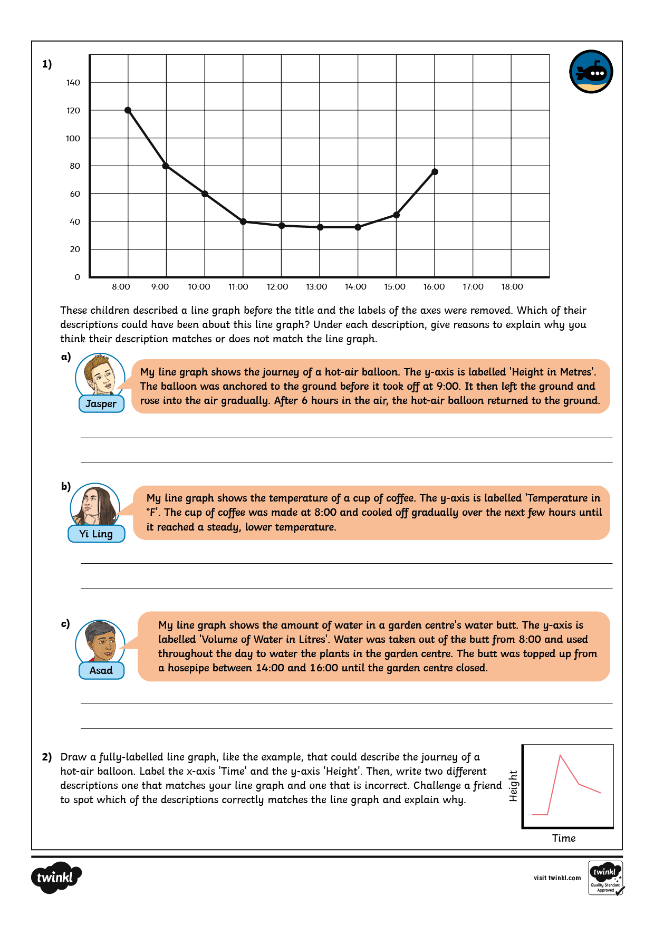 1)
140
120
100
80
60
40
20
0
8:00 9:00 10:00 11:00 12:00 13:00 14:00 15:00 16:00 17:00 18:00
These children described a line graph before the title and the labels of the axes were removed. Which of their
descriptions could have been about this line graph? Under each description, give reasons to explain why you
think their description matches or does not match the line graph.
a)
My line graph shows the journey of a hot-air balloon. The y-axis is labelled 'Height in Metres'.
The balloon was anchored to the ground before it took off at 9:00. It then left the ground and
rose into the air gradually. After 6 hours in the air, the hot-air balloon returned to the ground.
Jasper
b)
My line graph shows the temperature of a cup of coffee. The y-axis is labelled 'Temperature in
°F'. The cup of coffee was made at 8:00 and cooled off gradually over the next few hours until
it reached a steady, lower temperature.
Yi Ling
c)
My line graph shows the amount of water in a garden centre's water butt. The y-axis is
labelled 'Volume of Water in Litres'. Water was taken out of the butt from 8:00 and used
throughout the day to water the plants in the garden centre. The butt was topped up from
a hosepipe between 14:00 and 16:00 until the garden centre closed.
Asad
2) Draw a fully-labelled line graph, like the example, that could describe the journey of a
hot-air balloon. Label the x-axis 'Time' and the y-axis 'Height'. Then, write two different
descriptions one that matches your line graph and one that is incorrect. Challenge a friend
to spot which of the descriptions correctly matches the line graph and explain why.
Height
Time
twinkl
visit twinkl.com
twinkl
Quality Standard
Approved